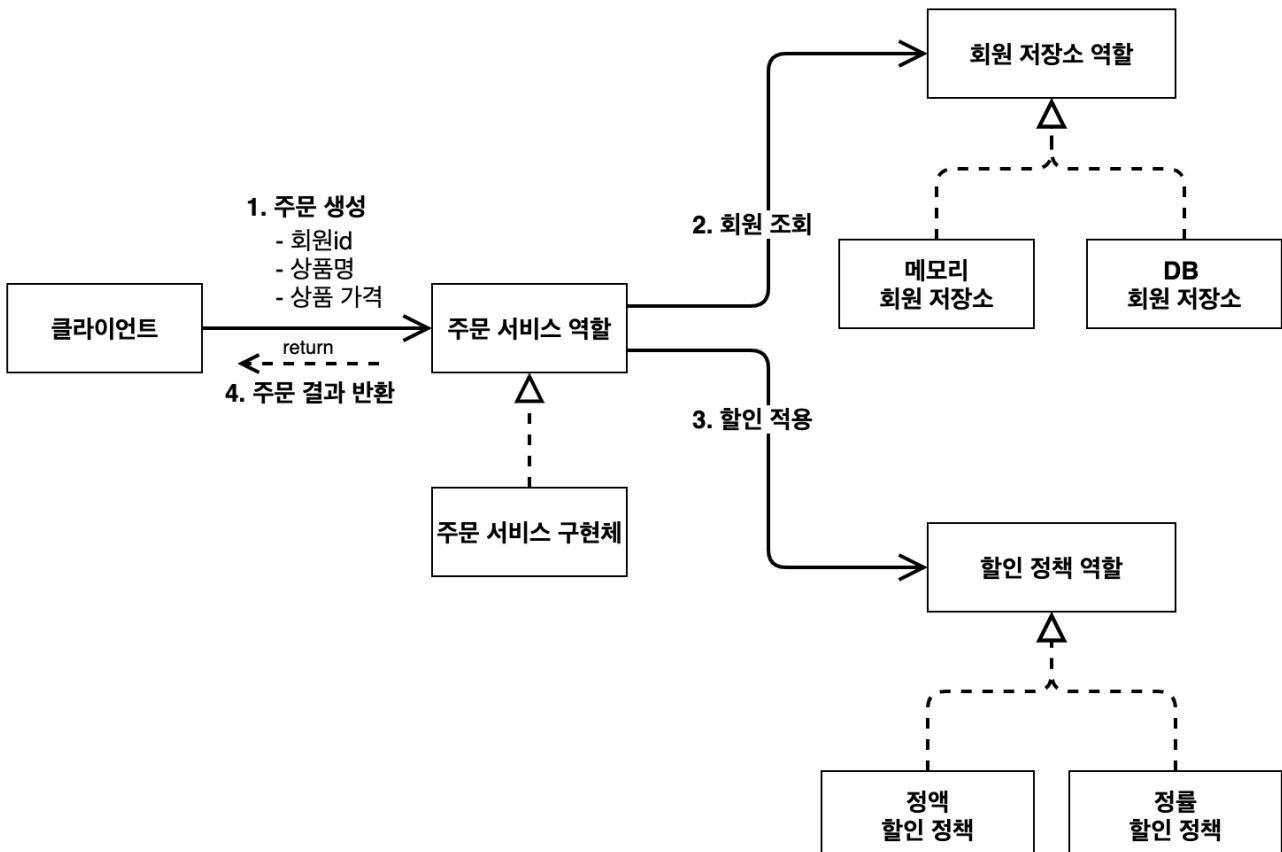 회원 저장소 역할
1. 주문 생성
- 회원id
- 상품명
- 상품 가격
2. 회원 조회
메모리
회원 저장소
DB
회원 저장소
클라이언트
주문 서비스 역할
return
4. 주문 결과 반환
3. 할인 적용
주문 서비스 구현체
할인 정책 역할
정액
할인 정책
정률
할인 정책